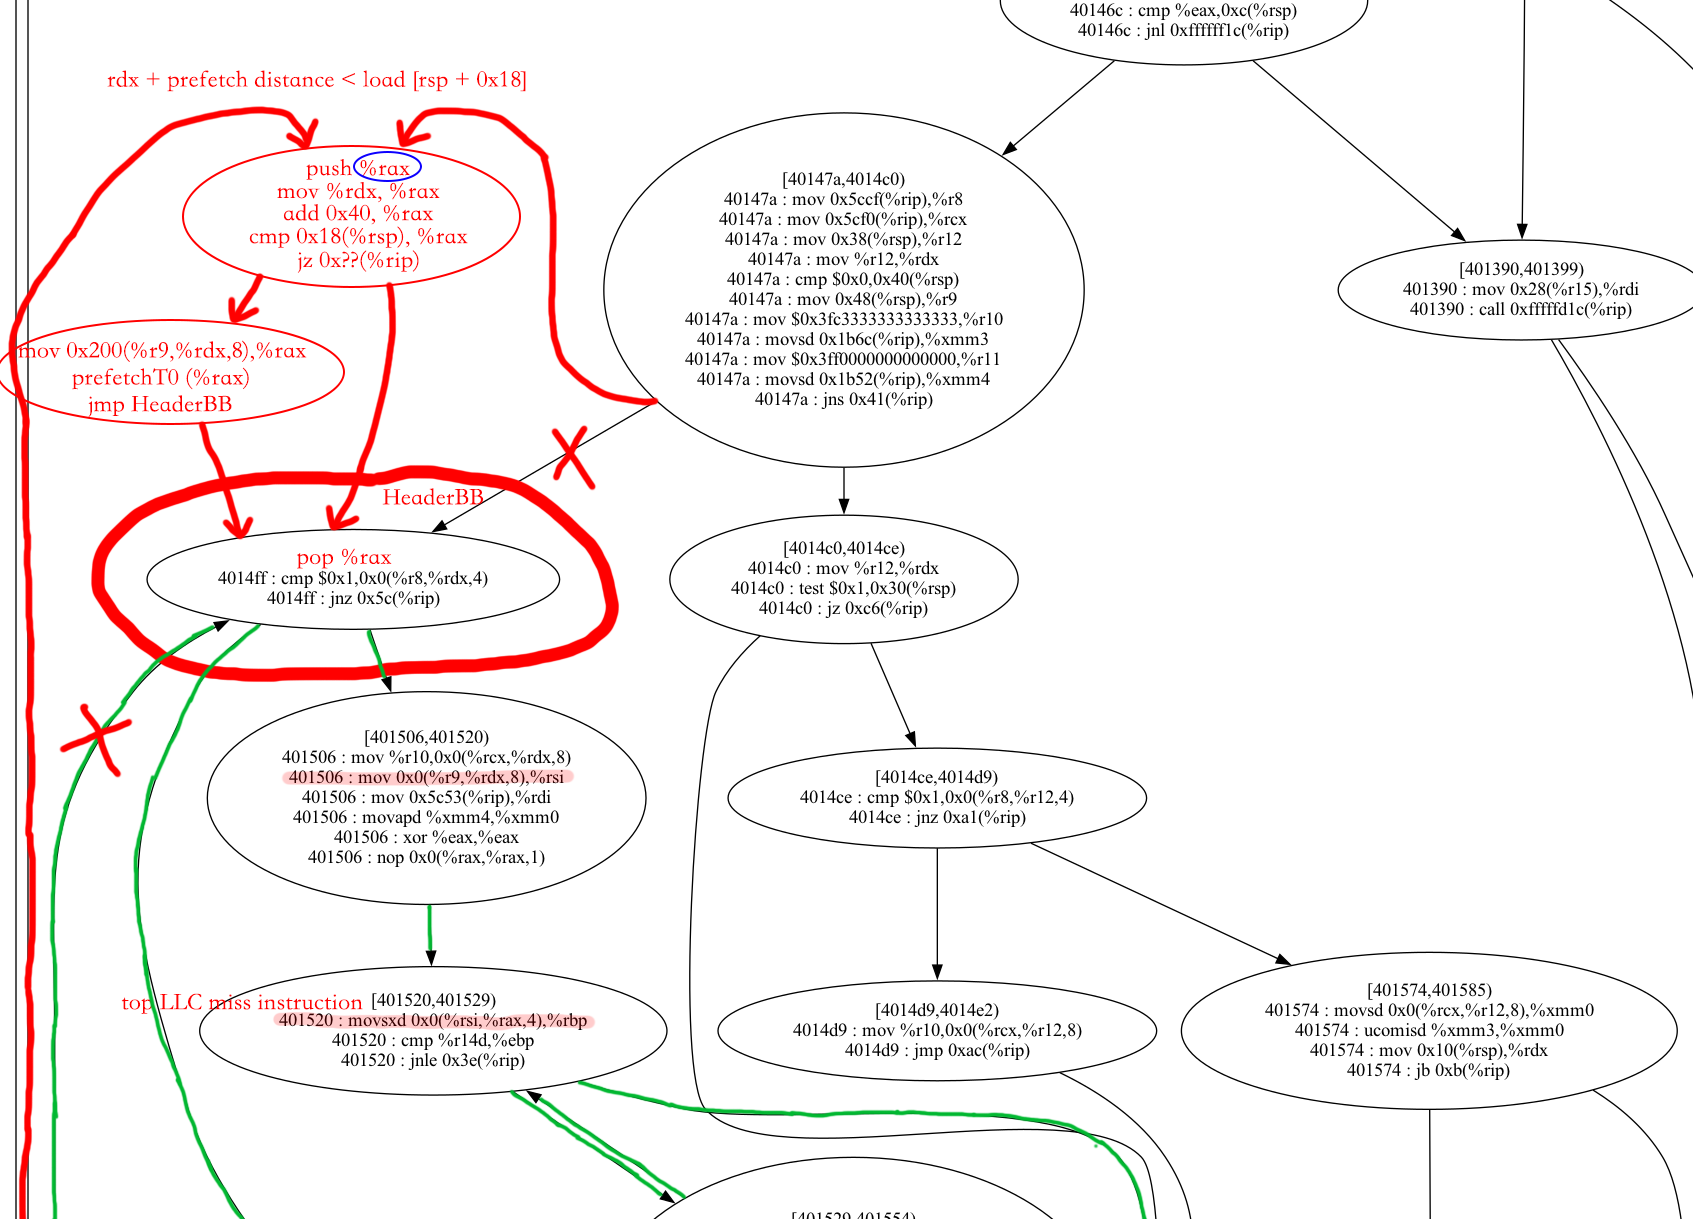 40146c : cmp %eax,0xc(%rsp)
40146c : jnl 0xffffff1c(%rip)
rdx + prefetch distance < load [rsp + 0x18]
push %rax
mov %rdx, %rax
add 0x40, %rax
cmp 0x18(%rsp), %rax
jz 0x??(%rip)
[40147a,4014c0)
40147a : mov 0x5ccf(%rip),%r8
40147a : mov 0x5cf0(%rip),%rcx
40147a : mov 0x38(%rsp),%r12
40147a : mov %r12,%rdx
40147a : cmp $0x0,0x40(%rsp)
40147a : mov 0x48(%rsp),%r9
40147a : mov $0x3fc3333333333333,%r10
40147a : movsd 0x1b6c(%rip),%xmm3
40147a : mov $0x3ff0000000000000,%r11
40147a : movsd 0x1b52(%rip),%xmm4
40147a : jns 0x41(%rip)
[401390,401399)
401390 : mov 0x28(%r15),%rdi
401390 : call 0xfffffd1c(%rip)
mov 0x200(%r9,%rdx,8),%rax
prefetchT0 (%rax)
jmp HeaderBB
HeaderBB
pop %rax
4014ff : cmp $0x1,0x0(%r8,%rdx,4)
4014ff : jnz 0x5c(%rip)
[4014c0,4014ce)
4014c0 : mov %r12,%rdx
4014c0 : test $0x1,0x30(%rsp)
4014c0 : jz 0xc6(%rip)
[401506,401520)
401506 : mov %r10,0x0(%rcx,%rdx,8)
401506 : mov 0x0(%r9,%rdx,8),%rsi
401506 : mov 0x5c53(%rip),%rdi
401506 : movapd %xmm4,%xmm0
401506 : xor %eax,%eax
401506 : nop 0x0(%rax,%rax,1)
[4014ce,4014d9)
4014ce : cmp $0x1,0x0(%r8,%r12,4)
4014ce : jnz 0xa1(%rip)
top LLC miss instruction
[401520,401529)
401520 : movsxd 0x0(%rsi,%rax,4),%rbp
401520 : cmp %r14d,%ebp
401520 : jnle 0x3e(%rip)
[4014d9,4014e2)
4014d9 : mov %r10,0x0(%rcx,%r12,8)
4014d9 : jmp 0xac(%rip)
[401574,401585)
401574 : movsd 0x0(%rcx,%r12,8),%xmm0
401574 : ucomisd %xmm3,%xmm0
401574 : mov 0x10(%rsp),%rdx
401574 : jb 0xb(%rip)
[401529,401554)